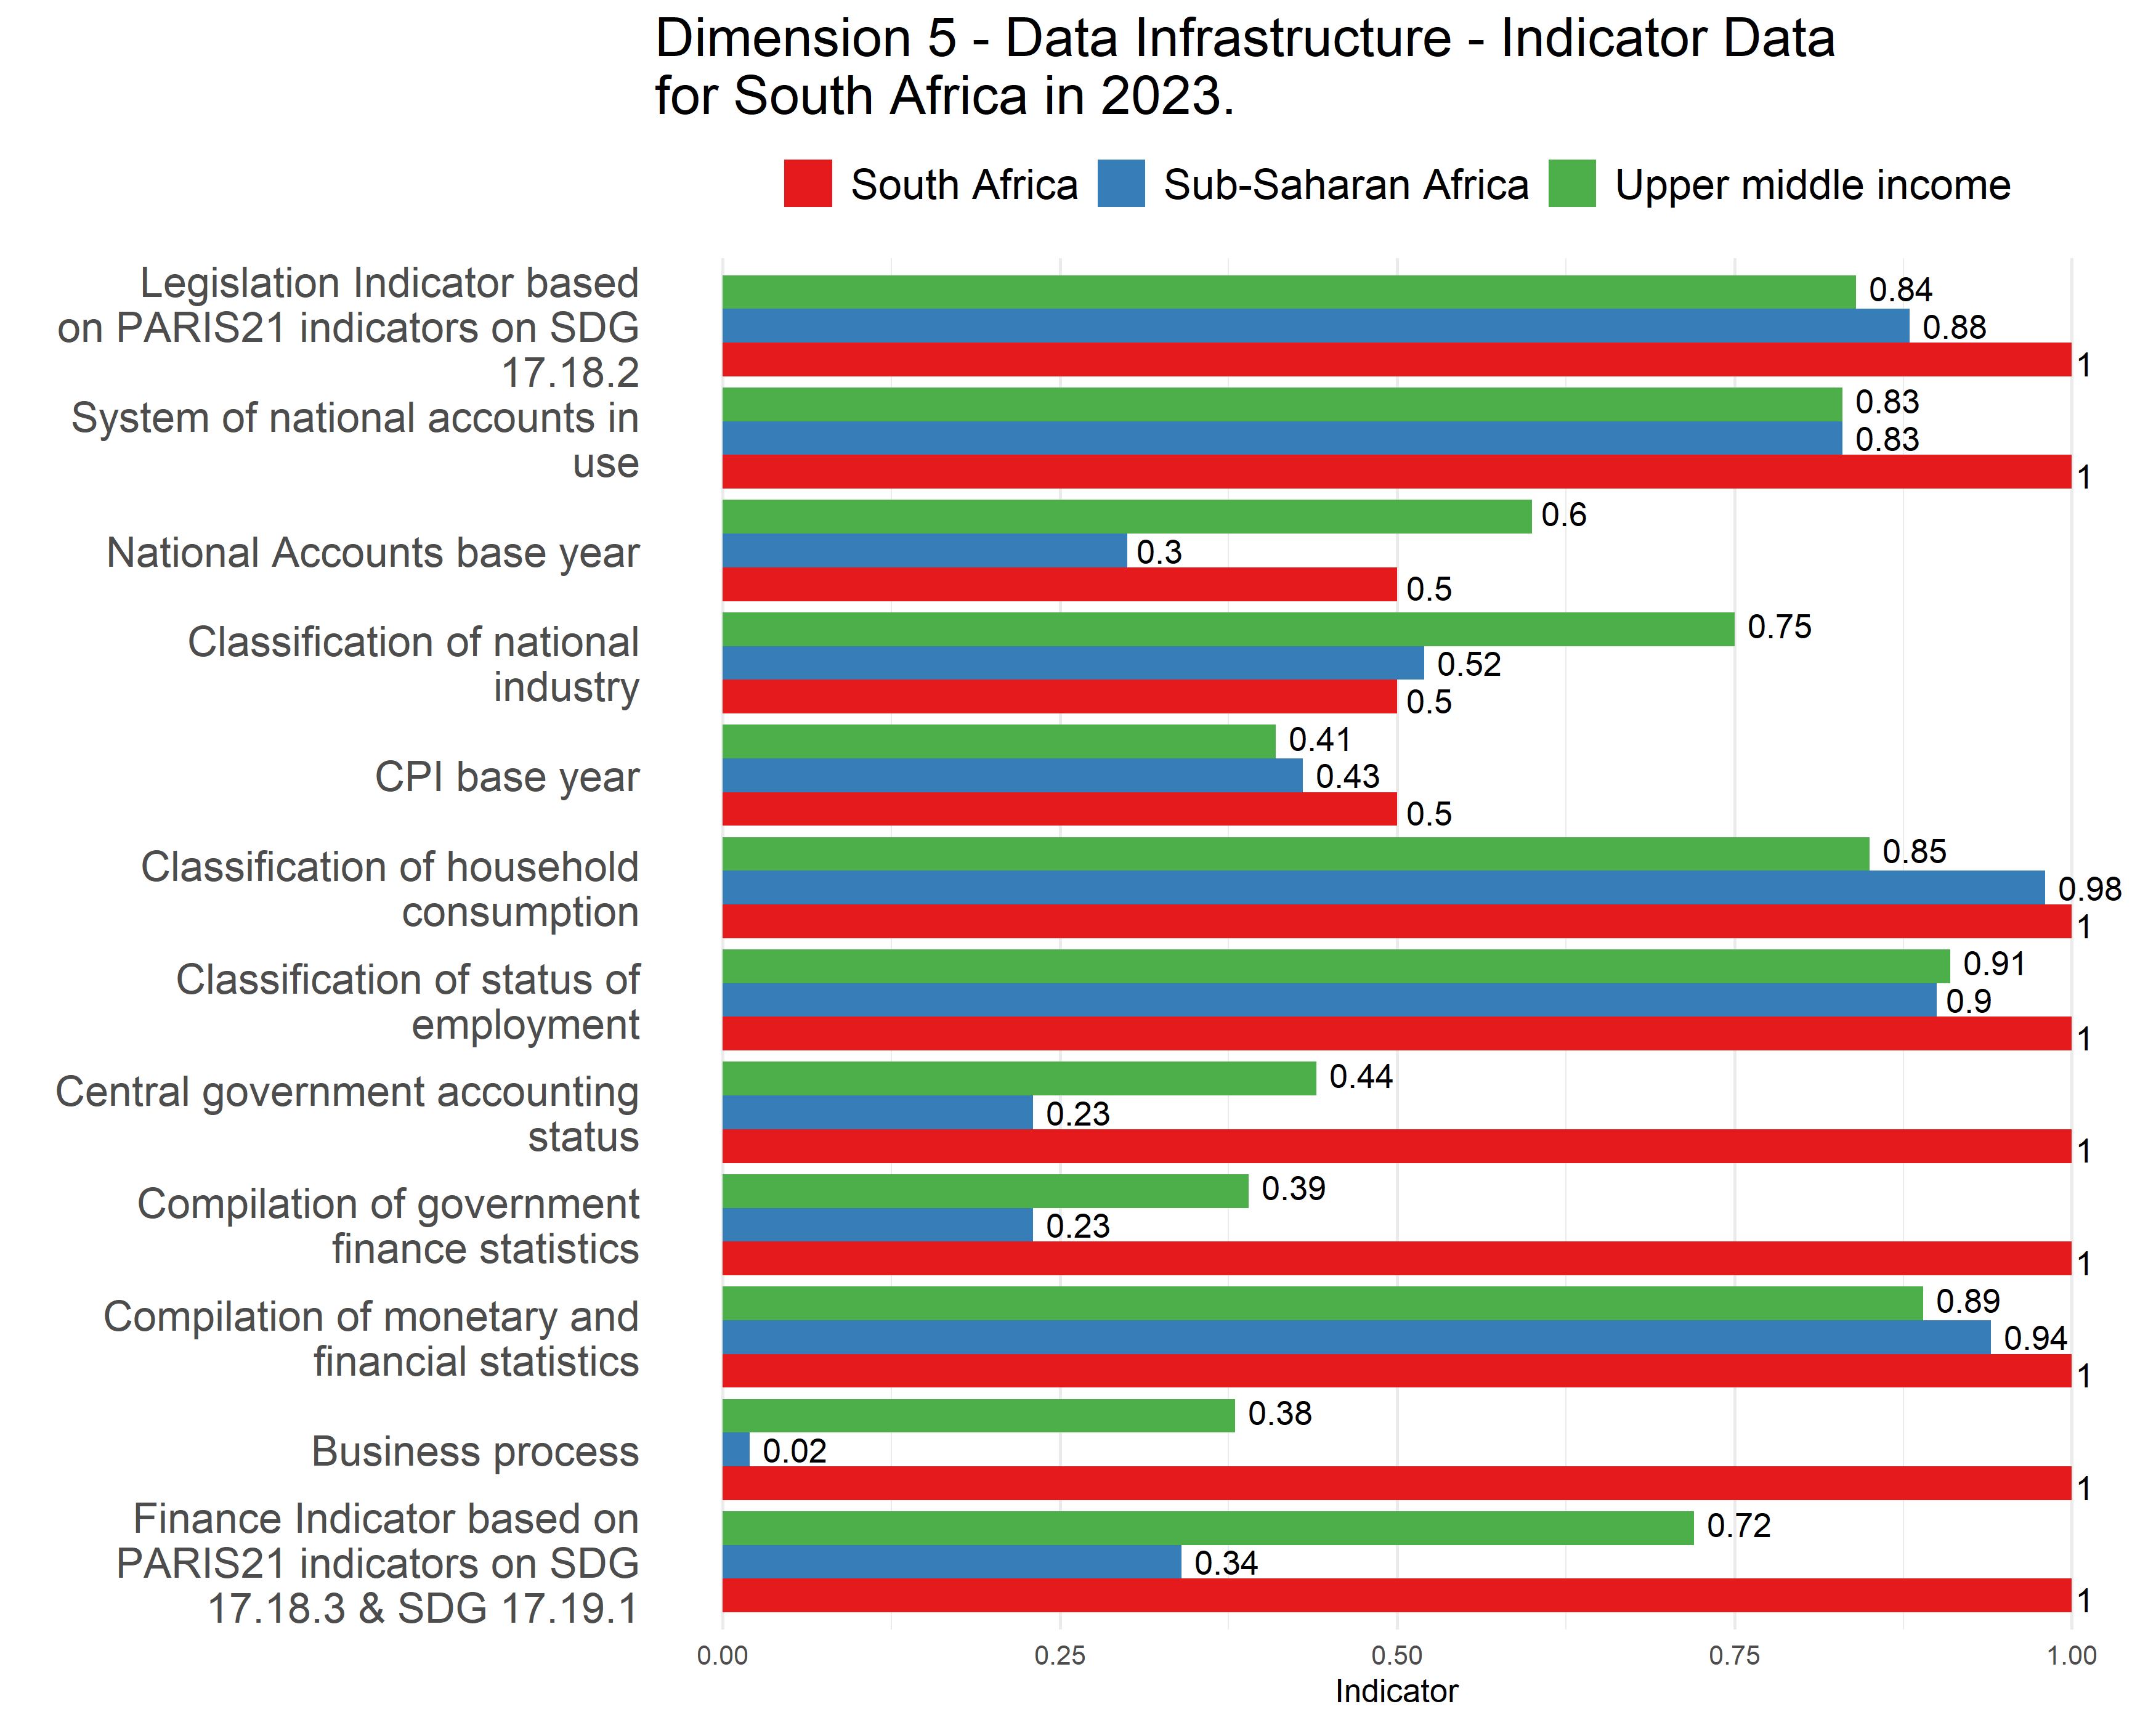 Dimension 5 - Data Infrastructure - Indicator Data
for South Africa in 2023.
South Africa
Sub-Saharan Africa
Upper middle income
Legislation Indicator based
on PARIS21 indicators on SDG
17.18.2
0.84
0.88
1
System of national accounts in
use
0.83
0.83
1
National Accounts base year
0.6
0.3
0.5
Classification of national
industry
0.75
0.52
0.5
CPI base year
0.41
0.43
0.5
Classification of household
consumption
0.85
0.98
1
Classification of status of
employment
0.91
0.9
1
Central government accounting
status
0.44
0.23
1
Compilation of government
finance statistics
0.39
0.23
1
Compilation of monetary and
financial statistics
0.89
0.94
1
Business process
0.38
0.02
1
Finance Indicator based on
PARIS21 indicators on SDG
17.18.3 & SDG 17.19.1
0.72
0.34
1
0.00
0.25
0.50
0.75
1.00
Indicator